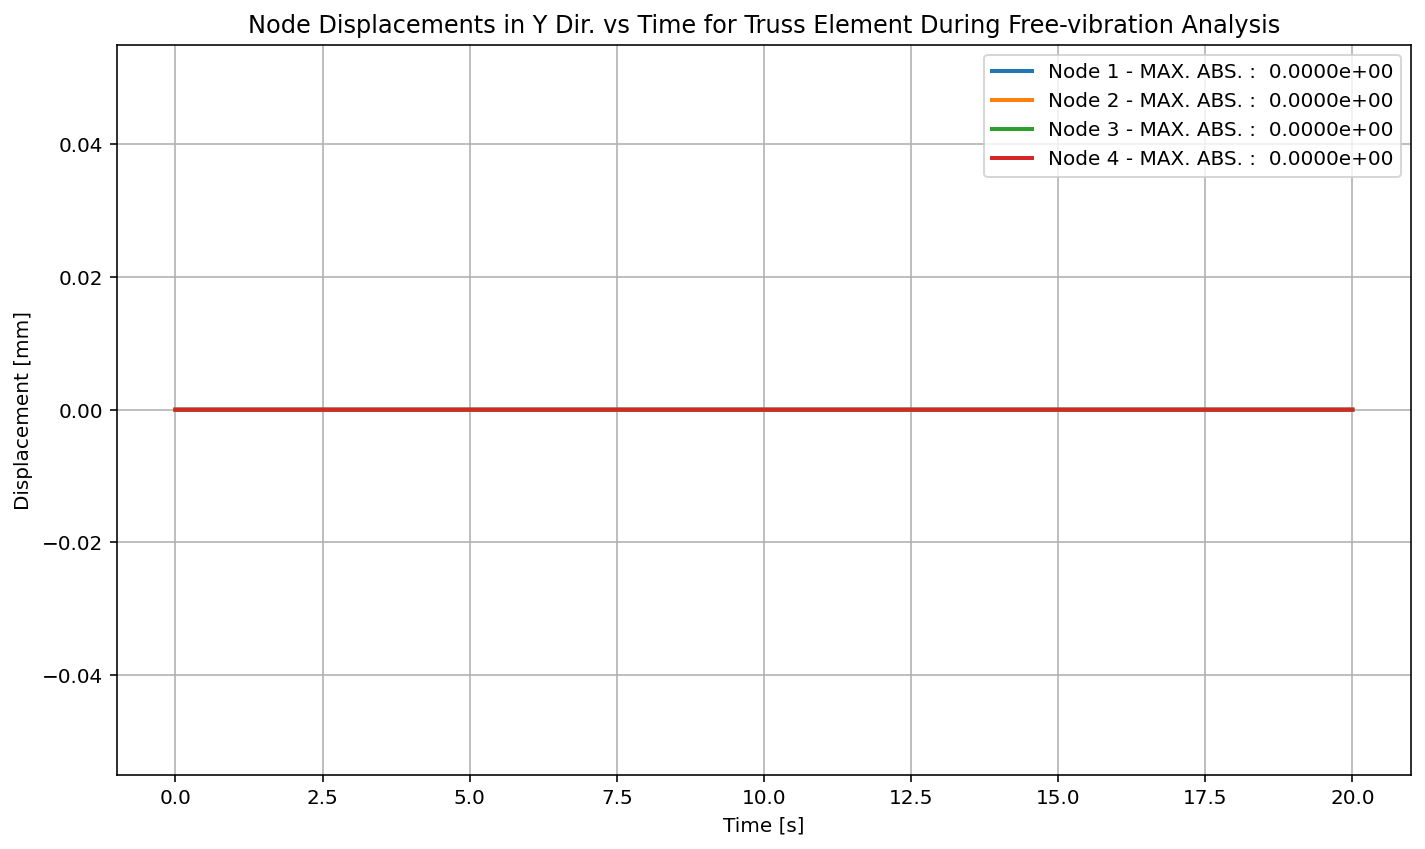 Node Displacements in Y Dir. vs Time for Truss Element During Free-vibration Analysis
Node 1 - MAX. ABS. :  0.0000e+00
Node 2 - MAX. ABS. :  0.0000e+00
Node 3 - MAX. ABS. :  0.0000e+00
Node 4 - MAX. ABS. :  0.0000e+00
Displacement [mm]
0.04
0.02
0.00
−0.02
−0.04
0.0 2.5 5.0 7.5 10.0 12.5 15.0 17.5 20.0
Time [s]